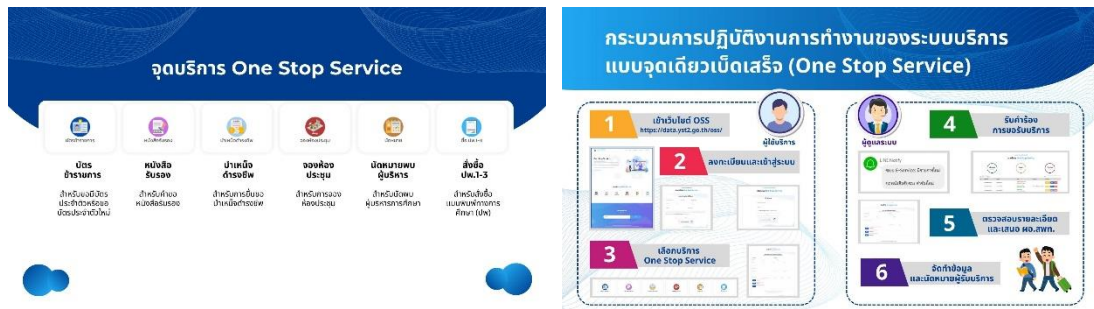 จุดบริการ One Stop Service
บัตร
ข้าราชการ
สำหรับขอมีบัตร
ประจำตัวหรือขอ
บัตรประจำตัวใหม่
หนังสือ
รับรอง
สำหรับคำขอ
หนังสือรับรอง
บำเหน็จ
ดำรงชีพ
สำหรับการยื่นขอ
บำเหน็จดำรงชีพ
จองห้อง
ประชุม
สำหรับการจอง
ห้องประชุม
นัดหมายพบ
ผู้บริหาร
สำหรับนัดพบ
ผู้บริหารการศึกษา
สั่งซื้อ
ปพ.1-3
สำหรับสั่งซื้อ
แบบพิมพ์ทางการ
ศึกษา (ปพ)
กระบวนการปฏิบัติงานการทำงานของระบบบริการ
แบบจุดเดียวเบ็ดเสร็จ (One Stop Service)
1
เข้าเว็บไซต์ OSS
https://data.yst2.go.th/oss/
ผู้ใช้บริการ
2
ลงทะเบียนและเข้าสู่ระบบ
3
เลือกบริการ
One Stop Service
ผู้ดูแลระบบ
4
รับคำร้อง
การขอรับบริการ
5
ตรวจสอบรายละเอียด
และเสนอ ผอ.สพท.
6
จัดทำข้อมูล
และนัดหมายผู้รับบริการ